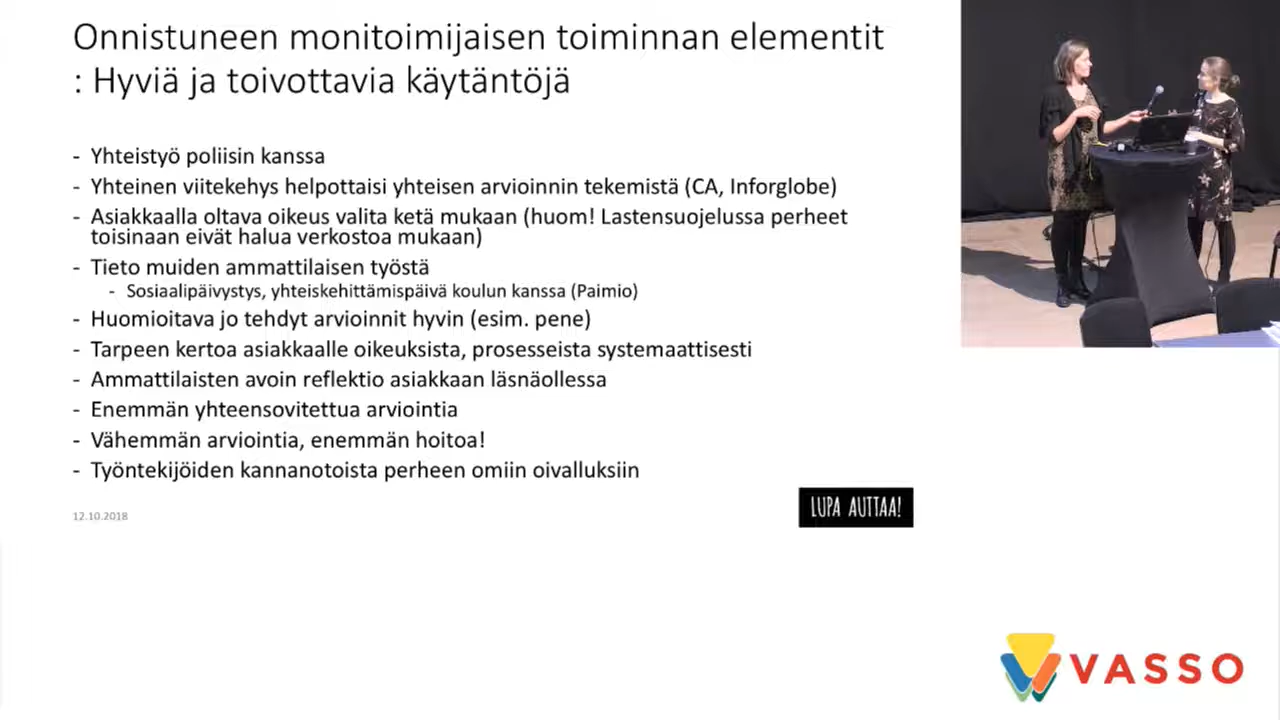 Onnistuneen monitoimijaisen toiminnan elementit
: Hyviä ja toivottavia käytäntöjä
- Yhteistyö poliisin kanssa
- Yhteinen viitekehys helpottaisi yhteisen arvioinnin tekemistä (CA, Inforglobe)
- Asiakkaalla oltava oikeus valita ketä mukaan (huom! Lastensuojelussa perheet
toisinaan eivät halua verkostoa mukaan)
- Tieto muiden ammattilaisen työstä
- Sosiaalipäivystys, yhteiskehittämispäivä koulun kanssa (Paimio)
- Huomioitava jo tehdyt arvioinnit hyvin (esim. pene)
- Tarpeen kertoa asiakkaalle oikeuksista, prosesseista systemaattisesti
- Ammattilaisten avoin reflektio asiakkaan läsnäollessa
- Enemmän yhteensovitettua arviointia
- Vähemmän arviointia, enemmän hoitoa!
- Työntekijöiden kannanotoista perheen omiin oivalluksiin
12.10.2018
LUPA AUTTAA!
VASSO